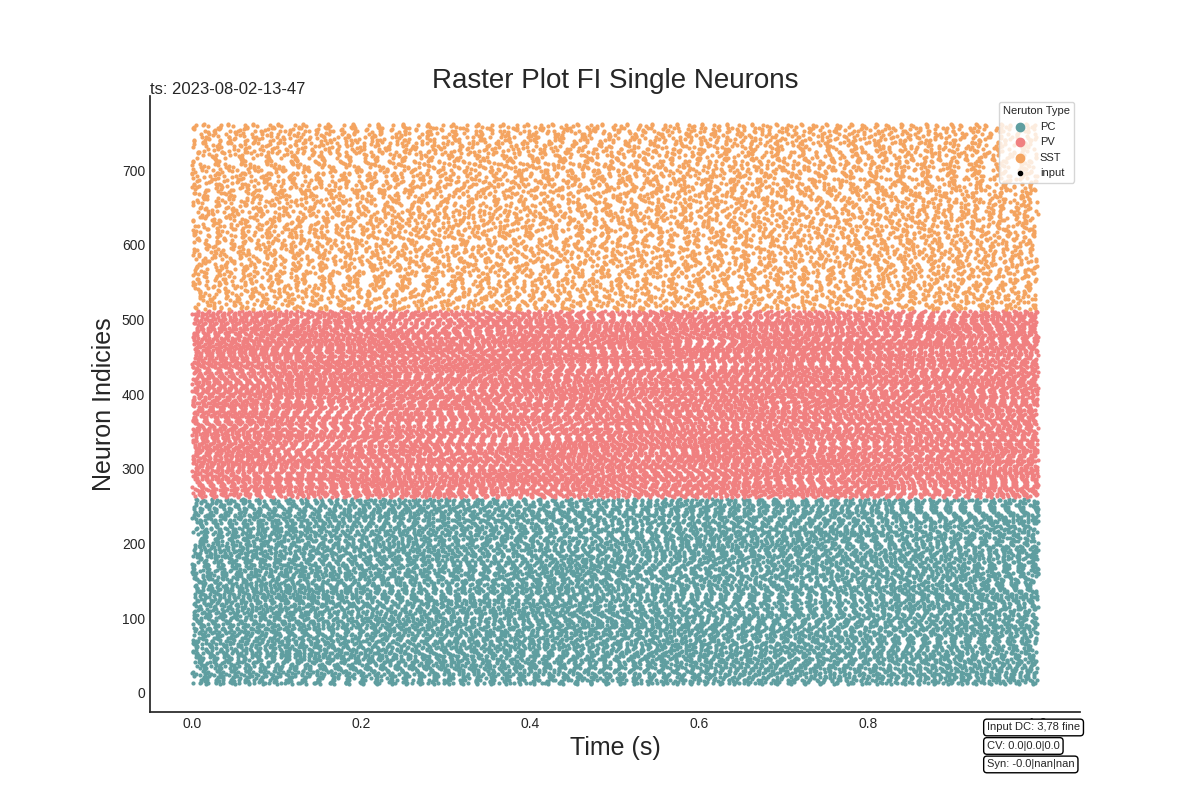 Raster Plot FI Single Neurons
ts: 2023-08-02-13-47
Neruton Type
PC
PV
SST
input
Neuron Indicies
700
600
500
400
300
200
100
0
0.0 0.2 0.4 0.6 0.8
Time (s)
Input DC: 3,78 fine
CV: 0.0|0.0|0.0
Syn: -0.0|nan|nan